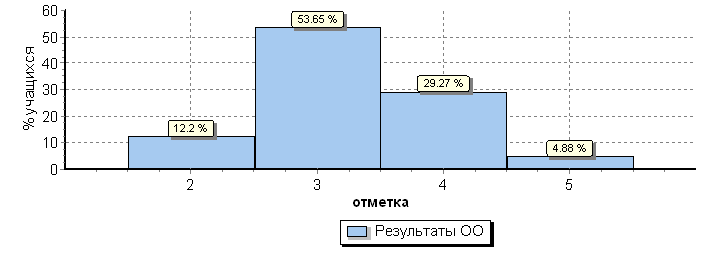 % учащихся
60
50
40
30
20
10
0
12.2 %
53.65 %
29.27 %
4.88 %
2 3 4 5
отметка
Результаты ОО